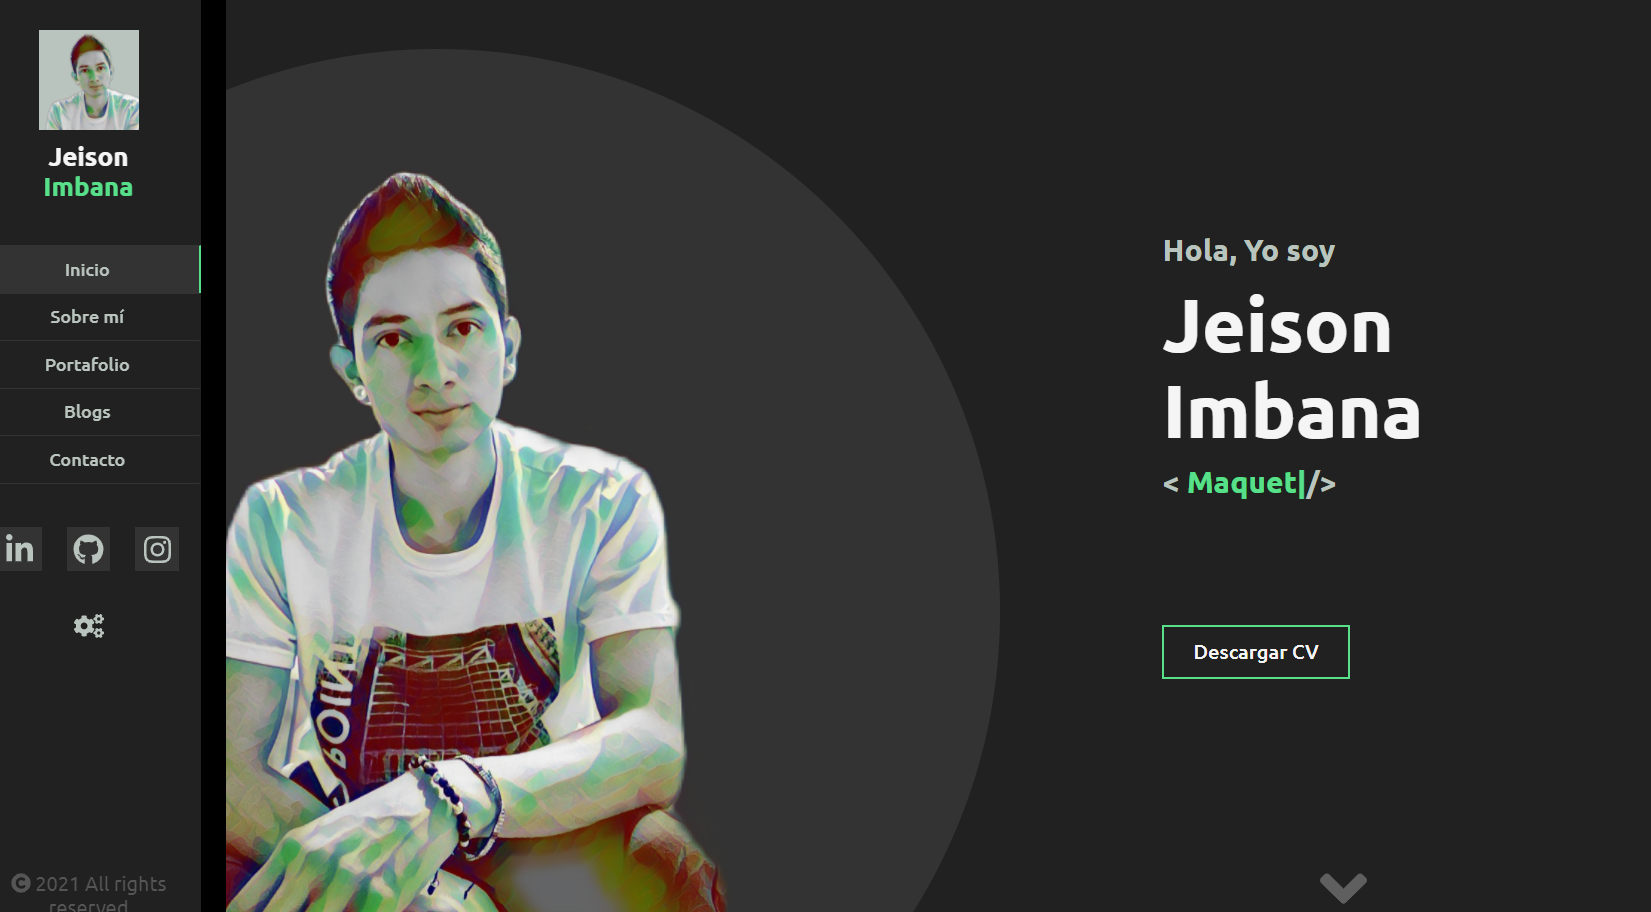 Jeison
Imbana
Inicio
Sobre mí
Portafolio
Blogs
Contacto
in
2021 All rights
reserved
Hola, Yo soy
Jeison
Imbana
< Maquet|/>
Descargar CV